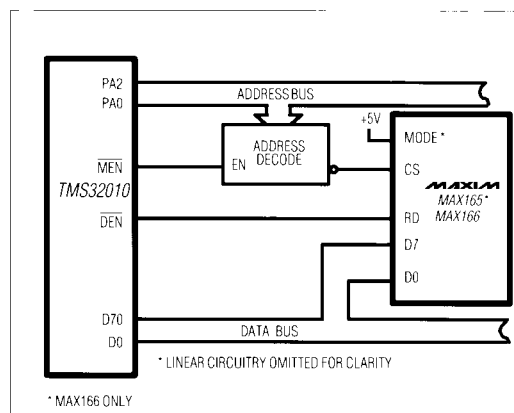 PA2
PA0
ADDRESS BUS
+5V
MODE *
ADDRESS
DECODE
EN
CS
MEN
TMS32010
MAXIM
MAX165*
MAX166
DEN
RD
D7
D0
D70
D0
DATA BUS
* LINEAR CIRCUITRY OMITTED FOR CLARITY
* MAX166 ONLY